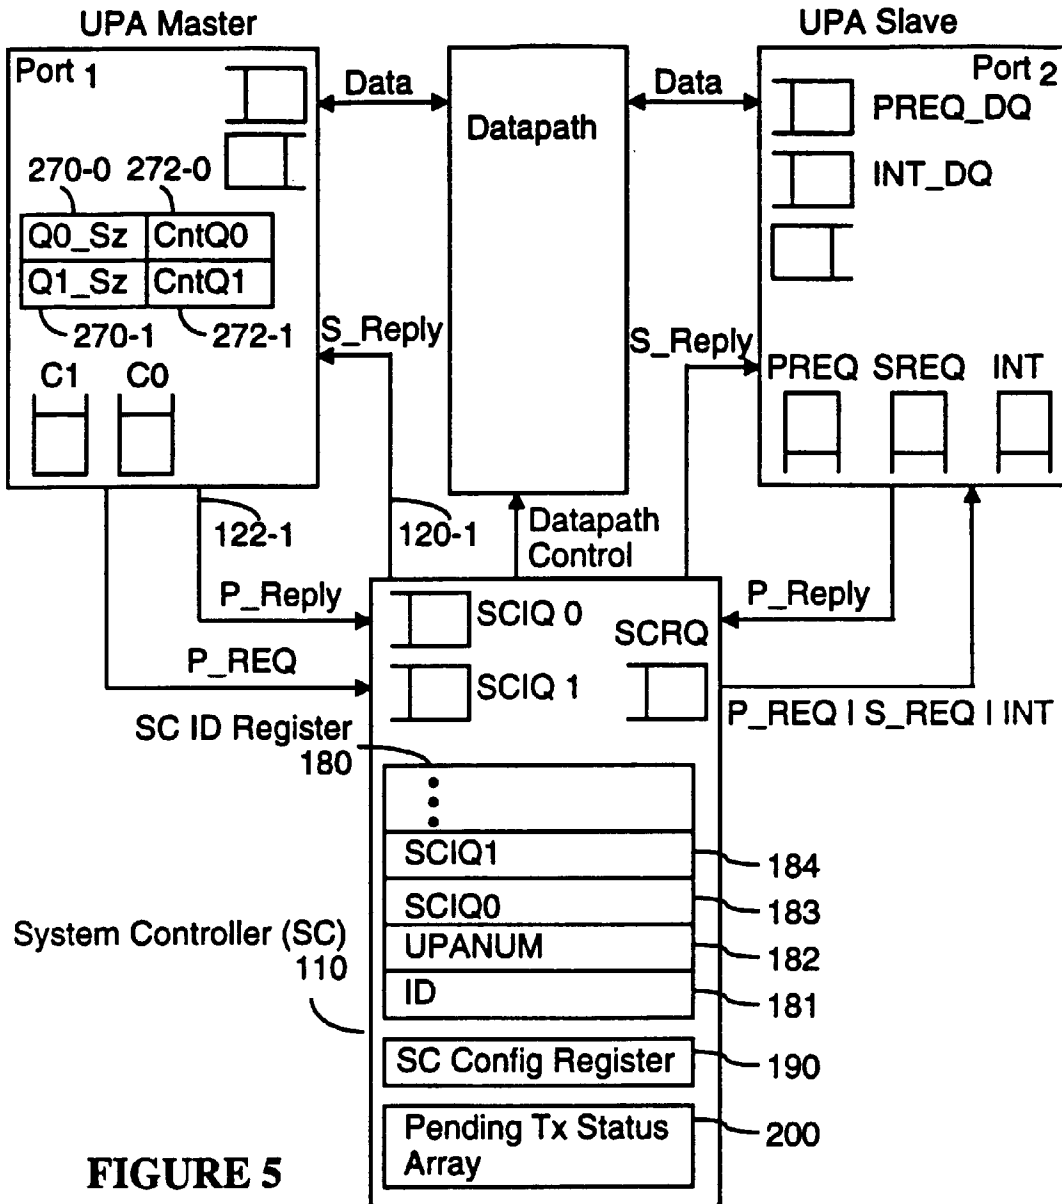 UPA Master
UPA Slave
Port 1
Port 2
Data
Data
Datapath
PREQ_DQ
INT_DQ
270-0
272-0
Q0_Sz
CntQ0
Q1_Sz
CntQ1
270-1
272-1
S_Reply
S_Reply
C1
C0
PREQ
SREQ
INT
122-1
120-1
Datapath
Control
P_Reply
P_Reply
SCIQ 0
SCRQ
P_REQ
SCIQ 1
P_REQ | S_REQ | INT
SC ID Register
180
SCIQ1
184
SCIQ0
183
System Controller (SC)
110
UPANUM
182
ID
181
SC Config Register
190
Pending Tx Status
Array
200
FIGURE 5